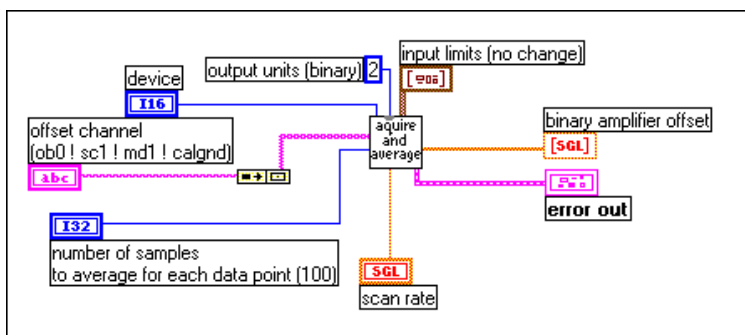 input limits (no change)
output units (binary) 2
device
I16
offset channel
(ob0 ! sc1 ! md1 ! calgnd)
abc
aquire
and
average
binary amplifier offset
[SGL]
error out
I32
number of samples
to average for each data point (100)
SGL
scan rate